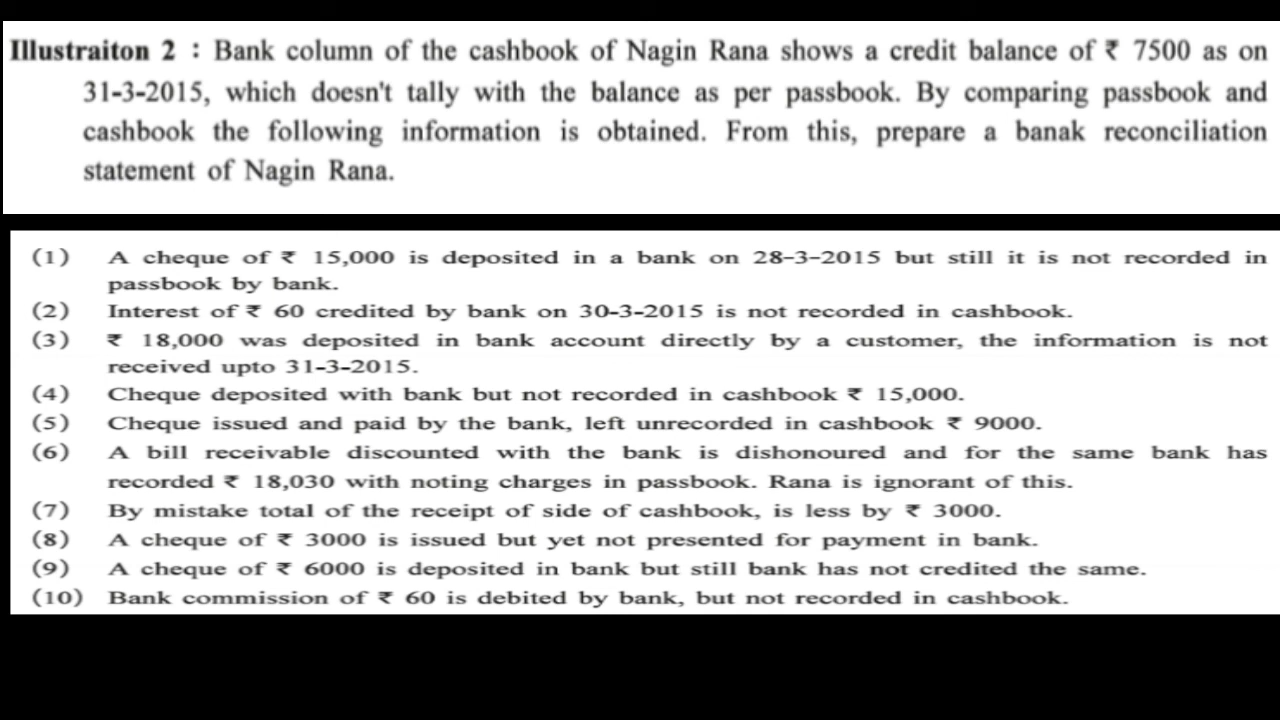 Illustraiton 2 : Bank column of the cashbook of Nagin Rana shows a credit balance of ₹ 7500 as on
31-3-2015, which doesn't tally with the balance as per passbook. By comparing passbook and
cashbook the following information is obtained. From this, prepare a banak reconciliation
statement of Nagin Rana.
(1) A cheque of ₹ 15,000 is deposited in a bank on 28-3-2015 but still it is not recorded in
passbook by bank.
(2) Interest of ₹ 60 credited by bank on 30-3-2015 is not recorded in cashbook.
(3) ₹ 18,000 was deposited in bank account directly by a customer, the information is not
received upto 31-3-2015.
(4) Cheque deposited with bank but not recorded in cashbook ₹ 15,000.
(5) Cheque issued and paid by the bank, left unrecorded in cashbook ₹ 9000.
(6) A bill receivable discounted with the bank is dishonoured and for the same bank has
recorded ₹ 18,030 with noting charges in passbook. Rana is ignorant of this.
(7) By mistake total of the receipt of side of cashbook, is less by ₹ 3000.
(8) A cheque of ₹ 3000 is issued but yet not presented for payment in bank.
(9) A cheque of ₹ 6000 is deposited in bank but still bank has not credited the same.
(10) Bank commission of ₹ 60 is debited by bank, but not recorded in cashbook.